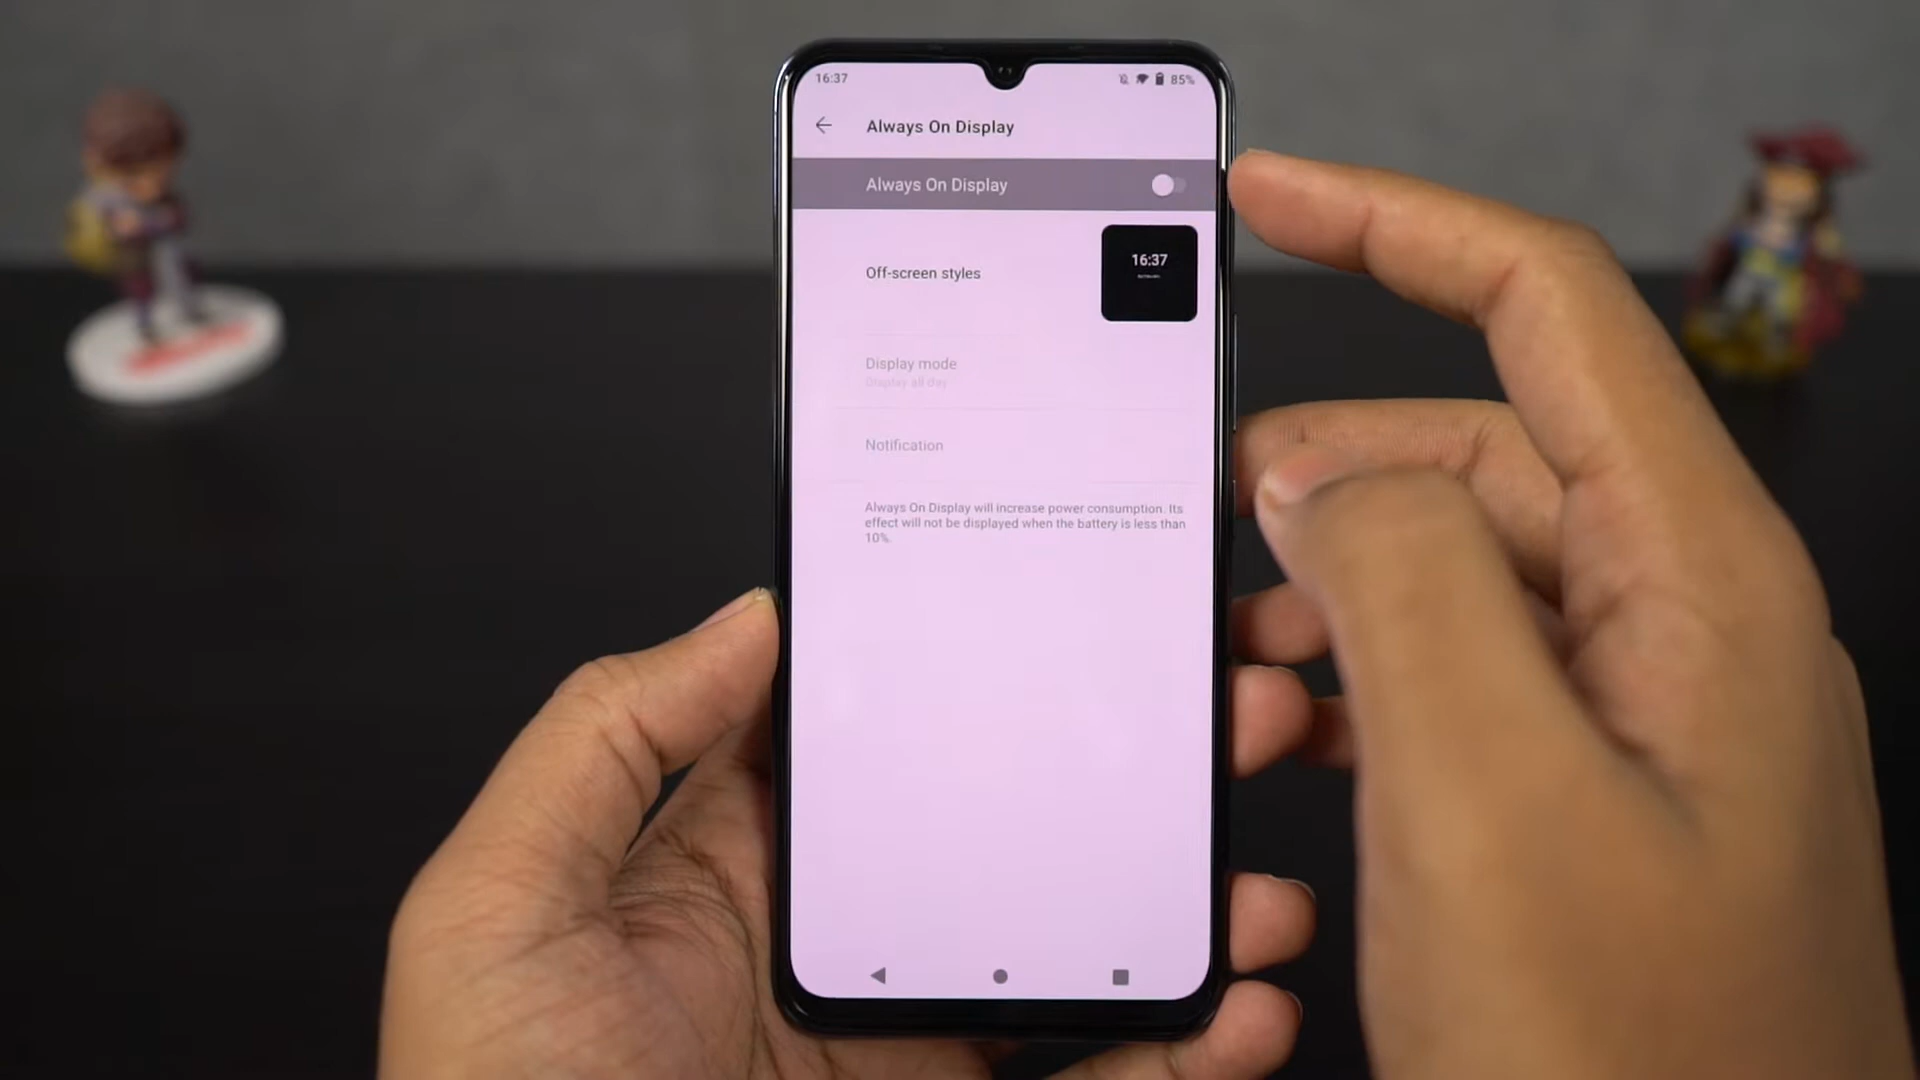 16:37
85%
Always On Display
Always On Display
Off-screen styles
16:37
Display mode
Display all day
Notification
Always On Display will increase power consumption. Its
effect will not be displayed when the battery is less than
10%.